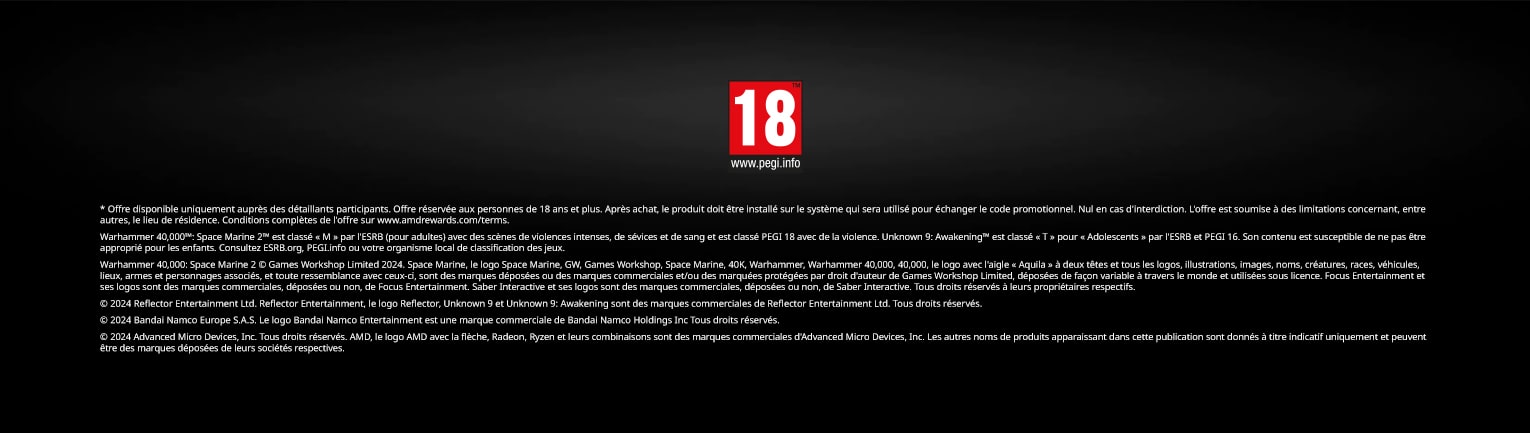 18
TM
www.pegi.info
* Offre disponible uniquement auprès des détaillants participants. Offre réservée aux personnes de 18 ans et plus. Après achat, le produit doit être installé sur le système qui sera utilisé pour échanger le code promotionnel. Nul en cas d'interdiction. L'offre est soumise à des limitations concernant, entre
autres, le lieu de résidence. Conditions complètes de l'offre sur www.amdrewards.com/terms.
Warhammer 40,000℠: Space Marine 2™ est classé « M » par l'ESRB (pour adultes) avec des scènes de violences intenses, de sévices et de sang et est classé PEGI 18 avec de la violence. Unknown 9: Awakening™ est classé « T » pour « Adolescents » par l'ESRB et PEGI 16. Son contenu est susceptible de ne pas être
approprié pour les enfants. Consultez ESRB.org, PEGI.info ou votre organisme local de classification des jeux.
Warhammer 40,000: Space Marine 2 © Games Workshop Limited 2024. Space Marine, le logo Space Marine, GW, Games Workshop, Space Marine, 40K, Warhammer, Warhammer 40,000, 40,000, le logo avec l'aigle « Aquila » à deux têtes et tous les logos, illustrations, images, noms, créatures, races, véhicules,
lieux, armes et personnages associés, et toute ressemblance avec ceux-ci, sont des marques déposées ou des marques commerciales et/ou des marquées protégées par droit d'auteur de Games Workshop Limited, déposées de façon variable à travers le monde et utilisées sous licence. Focus Entertainment et
ses logos sont des marques commerciales, déposées ou non, de Focus Entertainment. Saber Interactive et ses logos sont des marques commerciales, déposées ou non, de Saber Interactive. Tous droits réservés à leurs propriétaires respectifs.
© 2024 Reflector Entertainment Ltd. Reflector Entertainment, le logo Reflector, Unknown 9 et Unknown 9: Awakening sont des marques commerciales de Reflector Entertainment Ltd. Tous droits réservés.
© 2024 Bandai Namco Europe S.A.S. Le logo Bandai Namco Entertainment est une marque commerciale de Bandai Namco Holdings Inc Tous droits réservés.
© 2024 Advanced Micro Devices, Inc. Tous droits réservés. AMD, le logo AMD avec la flèche, Radeon, Ryzen et leurs combinaisons sont des marques commerciales d'Advanced Micro Devices, Inc. Les autres noms de produits apparaissant dans cette publication sont donnés à titre indicatif uniquement et peuvent
être des marques déposées de leurs sociétés respectives.